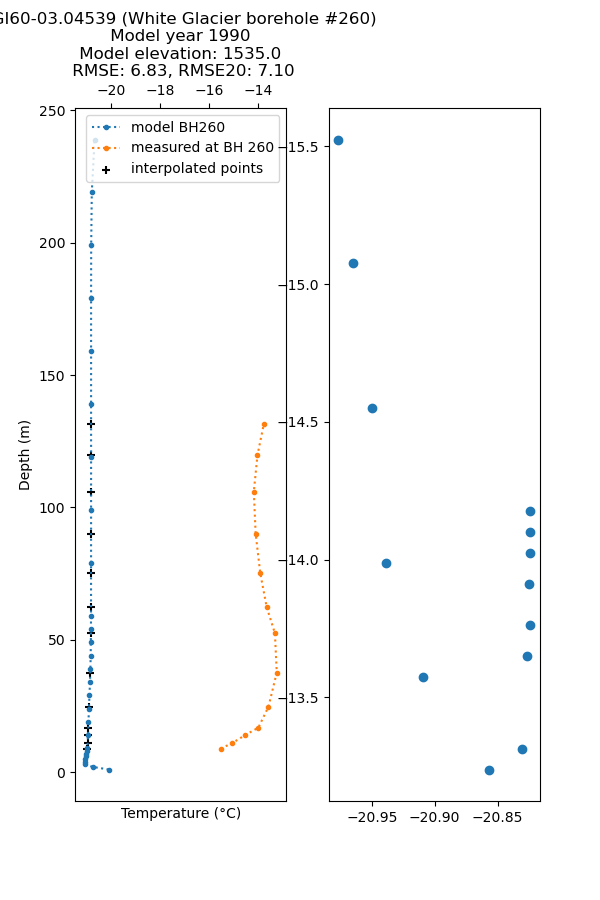 GI60-03.04539 (White Glacier borehole #260)
Model year 1990
Model elevation: 1535.0
RMSE: 6.83, RMSE20: 7.10
−20 −18 −16 −14
250
200
150
100
50
0
Depth (m)
model BH260
measured at BH 260
interpolated points
Temperature (°C)
−15.5
−15.0
−14.5
−14.0
−13.5
−20.95 −20.90 −20.85